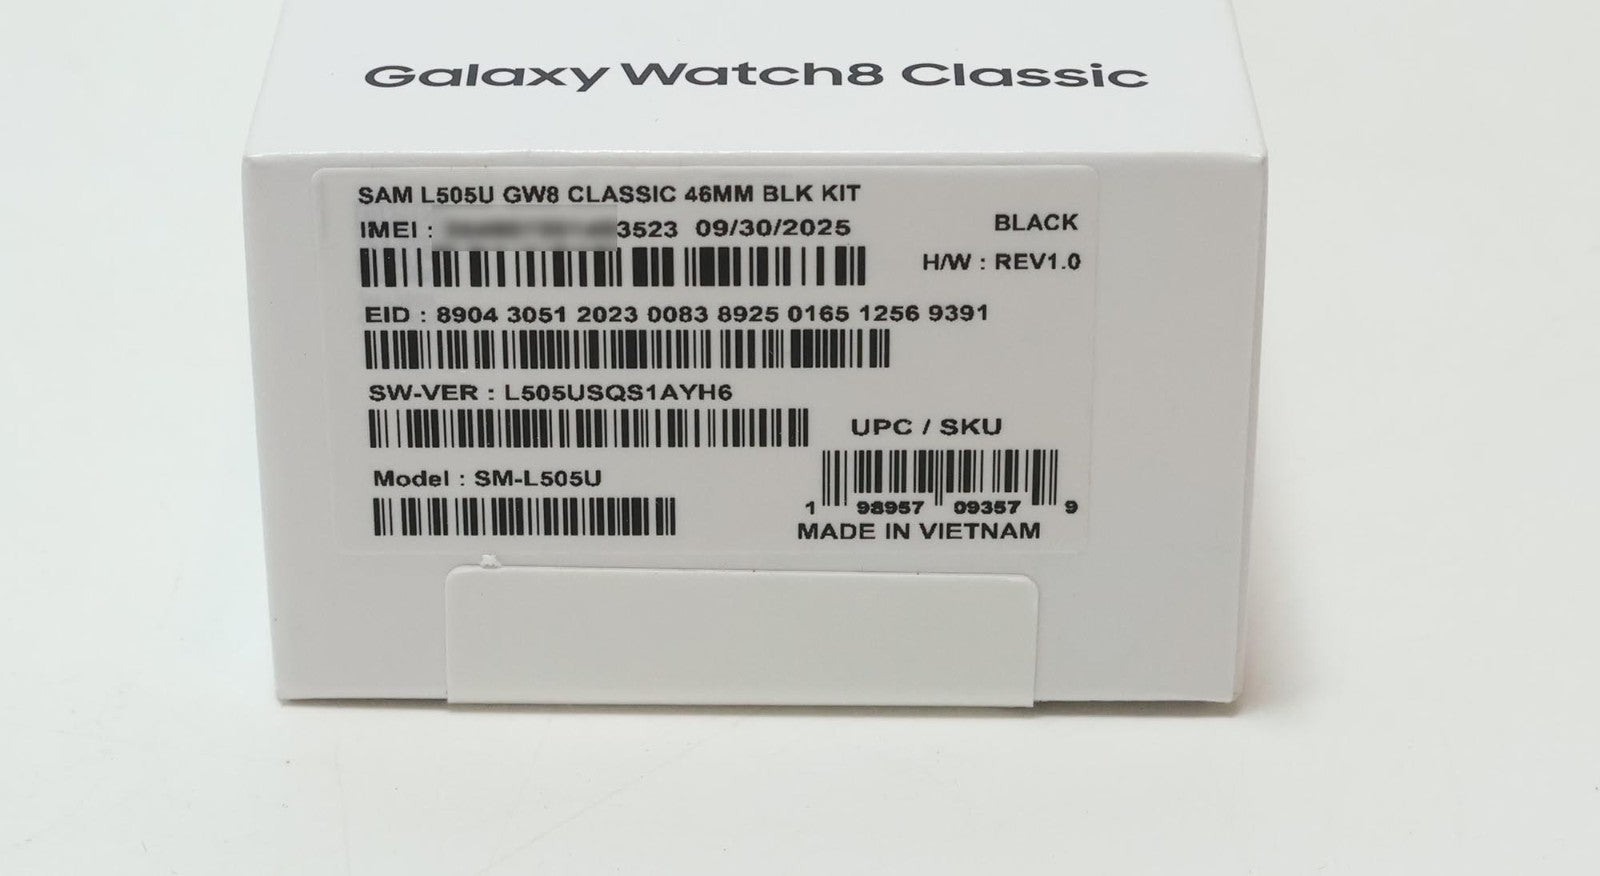 Galaxy Watch8 Classic
SAM L505U GW8 CLASSIC 46MM BLK KIT
IMEI : 3523 09/30/2025
BLACK
H/W : REV1.0
EID : 8904 3051 2023 0083 8925 0165 1256 9391
SW-VER : L505USQS1AYH6
UPC / SKU
Model : SM-L505U
1 98957 09357 9
MADE IN VIETNAM